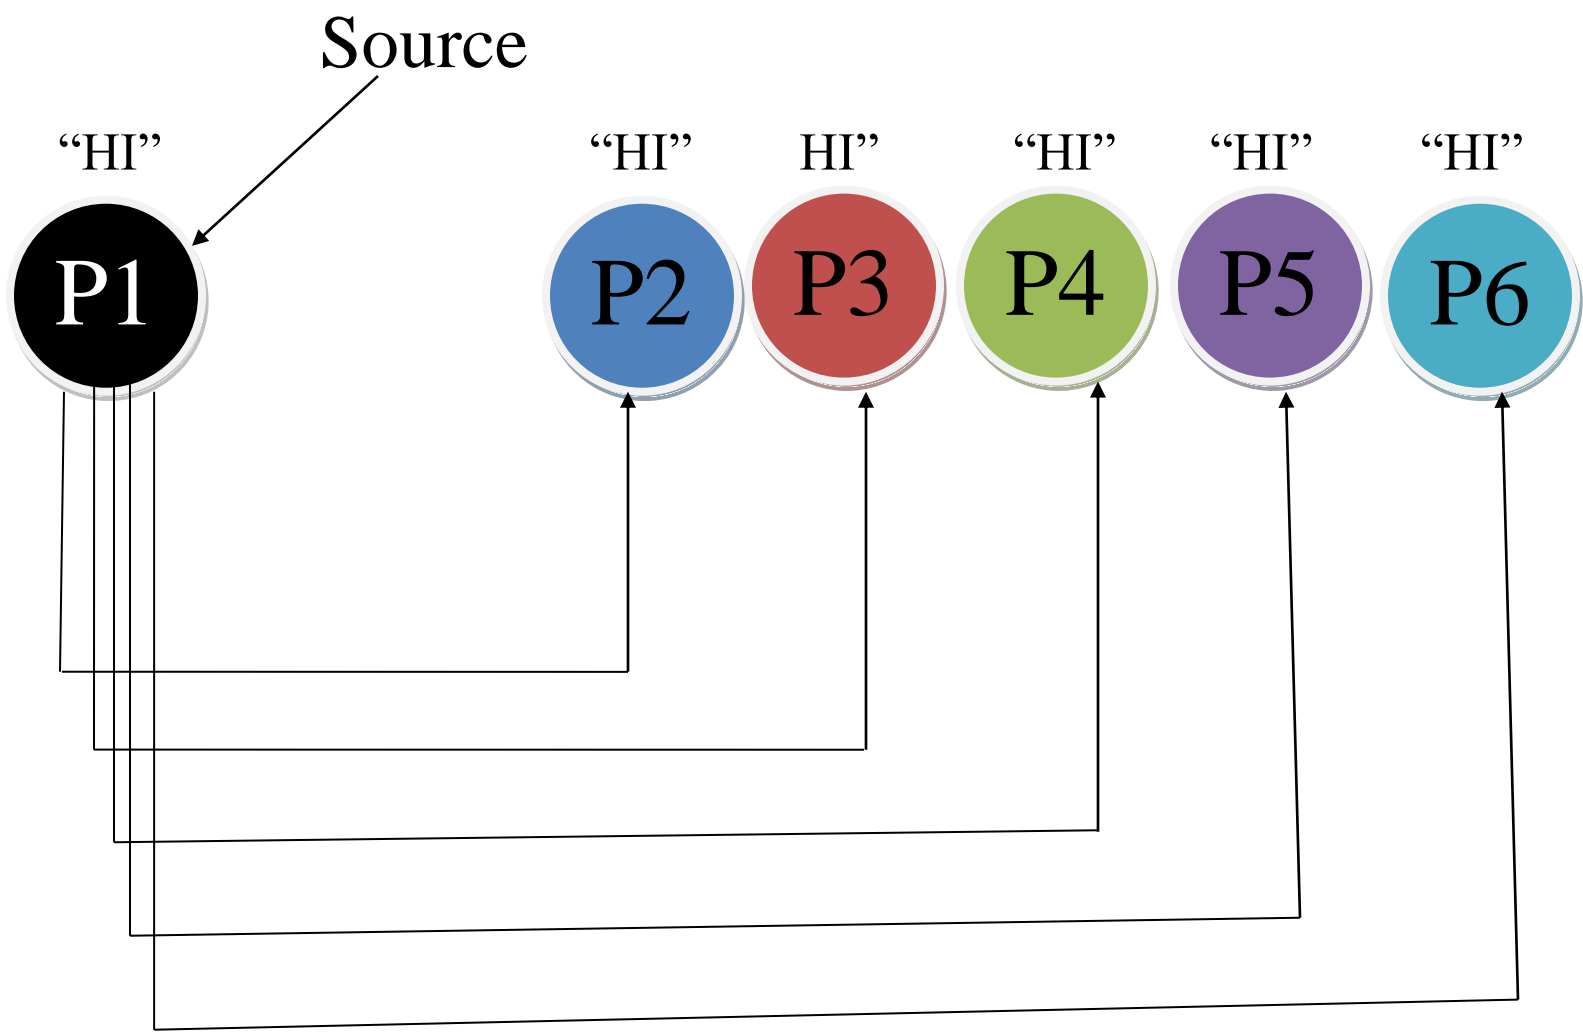 Source
“HI” “HI” HI” “HI” “HI” “HI”
P1 P2 P3 P4 P5 P6